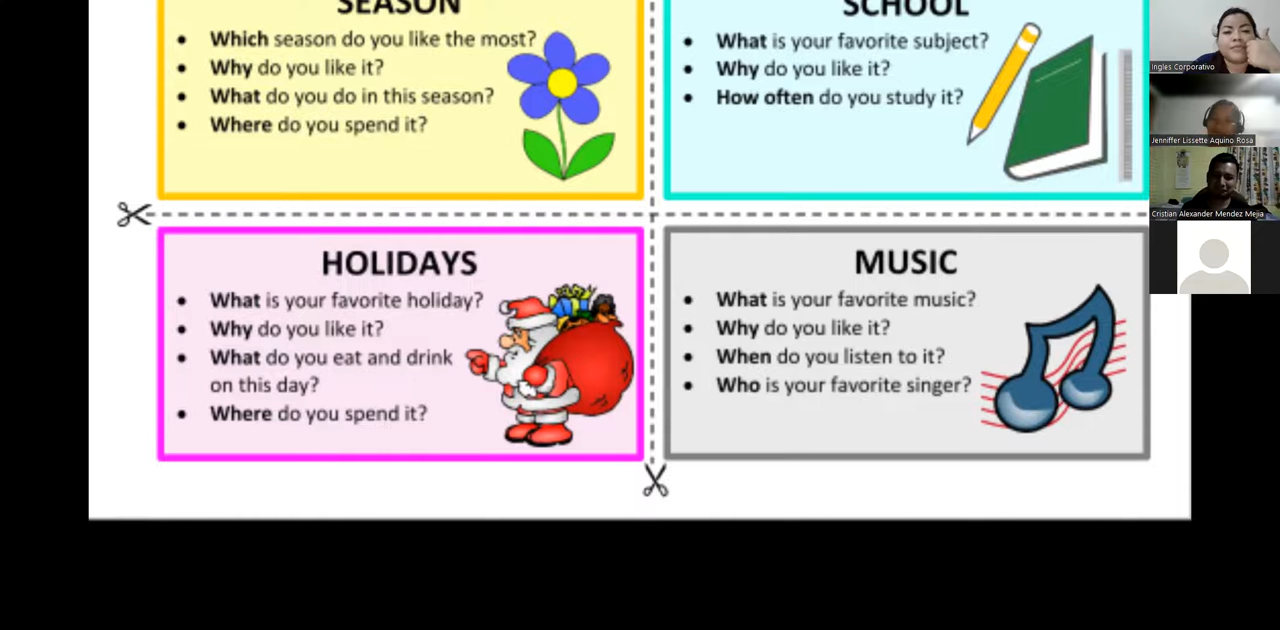 SEASON
Which season do you like the most?
Why do you like it?
What do you do in this season?
Where do you spend it?
SCHOOL
What is your favorite subject?
Why do you like it?
How often do you study it?
HOLIDAYS
What is your favorite holiday?
Why do you like it?
What do you eat and drink
on this day?
Where do you spend it?
MUSIC
What is your favorite music?
Why do you like it?
When do you listen to it?
Who is your favorite singer?
Ingles Corporativo
Jenniffer Lissette Aquino Rosa
Cristian Alexander Mendez Mejia